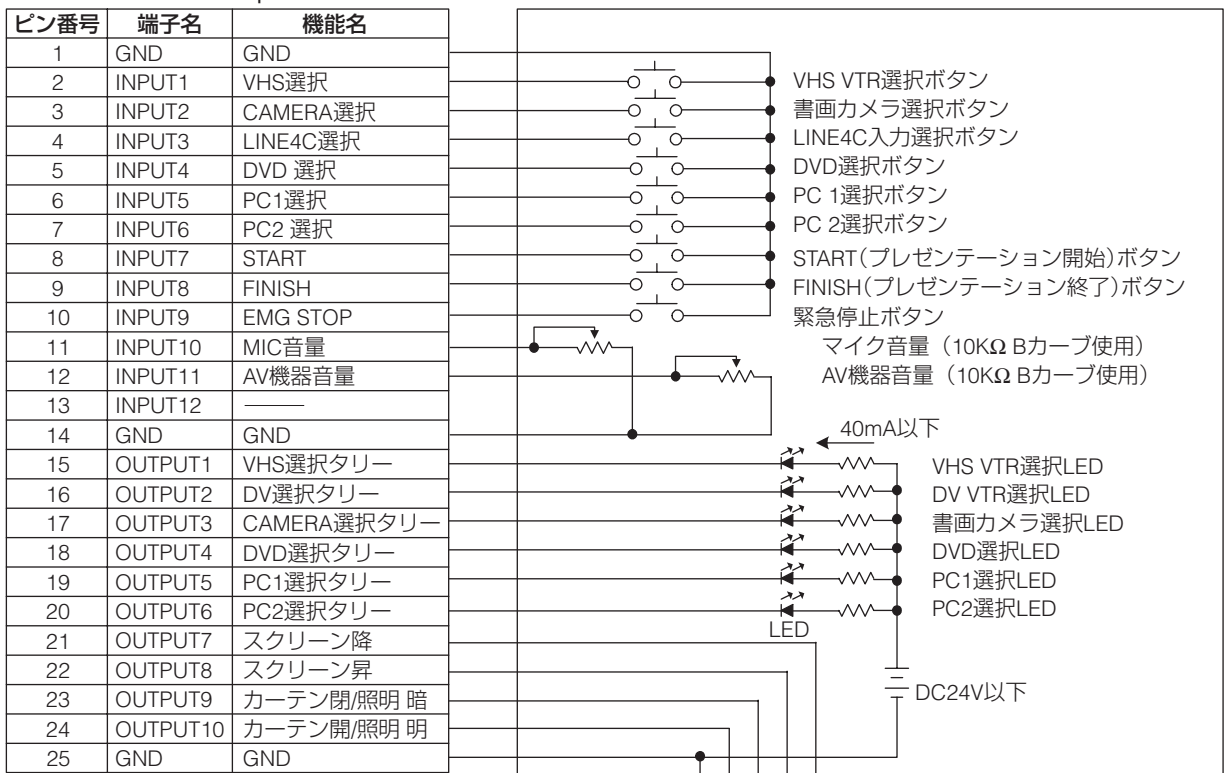 ピン番号 端子名 機能名
1 GND GND
2 INPUT1 VHS選択 VHS VTR選択ボタン
3 INPUT2 CAMERA選択 書画カメラ選択ボタン
4 INPUT3 LINE4C選択 LINE4C入力選択ボタン
5 INPUT4 DVD 選択 DVD選択ボタン
6 INPUT5 PC1選択 PC 1選択ボタン
7 INPUT6 PC2 選択 PC 2選択ボタン
8 INPUT7 START START(プレゼンテーション開始)ボタン
9 INPUT8 FINISH FINISH(プレゼンテーション終了)ボタン
10 INPUT9 EMG STOP 緊急停止ボタン
11 INPUT10 MIC音量 マイク音量（10KΩ Bカーブ使用）
12 INPUT11 AV機器音量 AV機器音量（10KΩ Bカーブ使用）
13 INPUT12 ――
14 GND GND 40mA以下
15 OUTPUT1 VHS選択タリー VHS VTR選択LED
16 OUTPUT2 DV選択タリー DV VTR選択LED
17 OUTPUT3 CAMERA選択タリー 書画カメラ選択LED
18 OUTPUT4 DVD選択タリー DVD選択LED
19 OUTPUT5 PC1選択タリー PC1選択LED
20 OUTPUT6 PC2選択タリー PC2選択LED
LED
21 OUTPUT7 スクリーン降
22 OUTPUT8 スクリーン昇
23 OUTPUT9 カーテン閉/照明 暗 DC24V以下
24 OUTPUT10 カーテン開/照明 明
25 GND GND